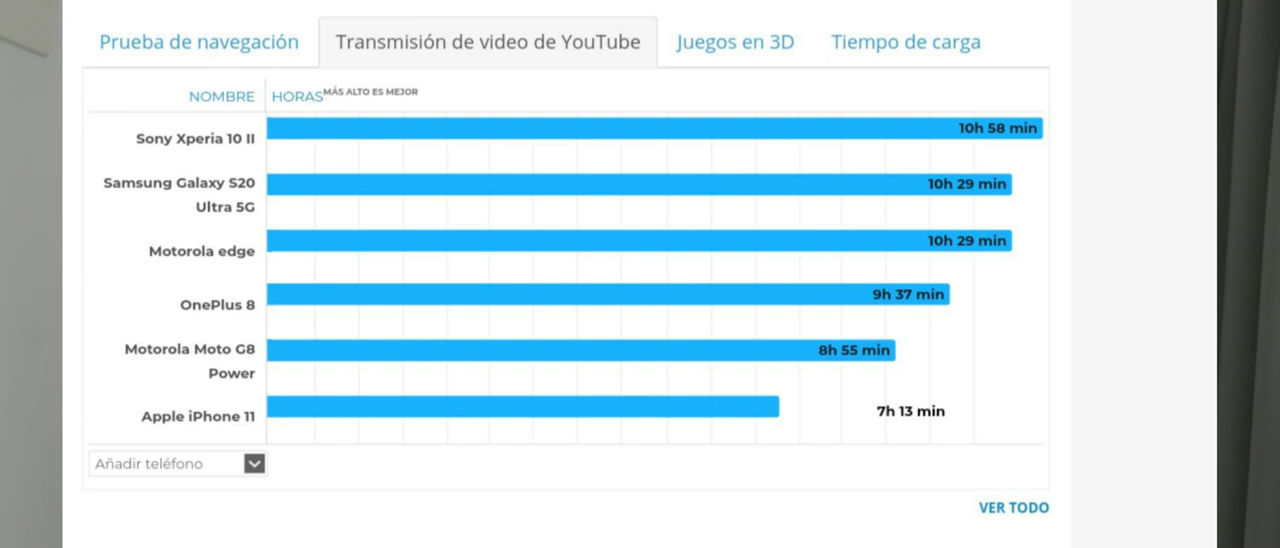 Prueba de navegación Transmisión de video de YouTube Juegos en 3D Tiempo de carga
NOMBRE HORAS MÁS ALTO ES MEJOR
Sony Xperia 10 II 10h 58 min
Samsung Galaxy S20 10h 29 min
Ultra 5G
Motorola edge 10h 29 min
OnePlus 8 9h 37 min
Motorola Moto G8 8h 55 min
Power
Apple iPhone 11 7h 13 min
Añadir teléfono
VER TODO